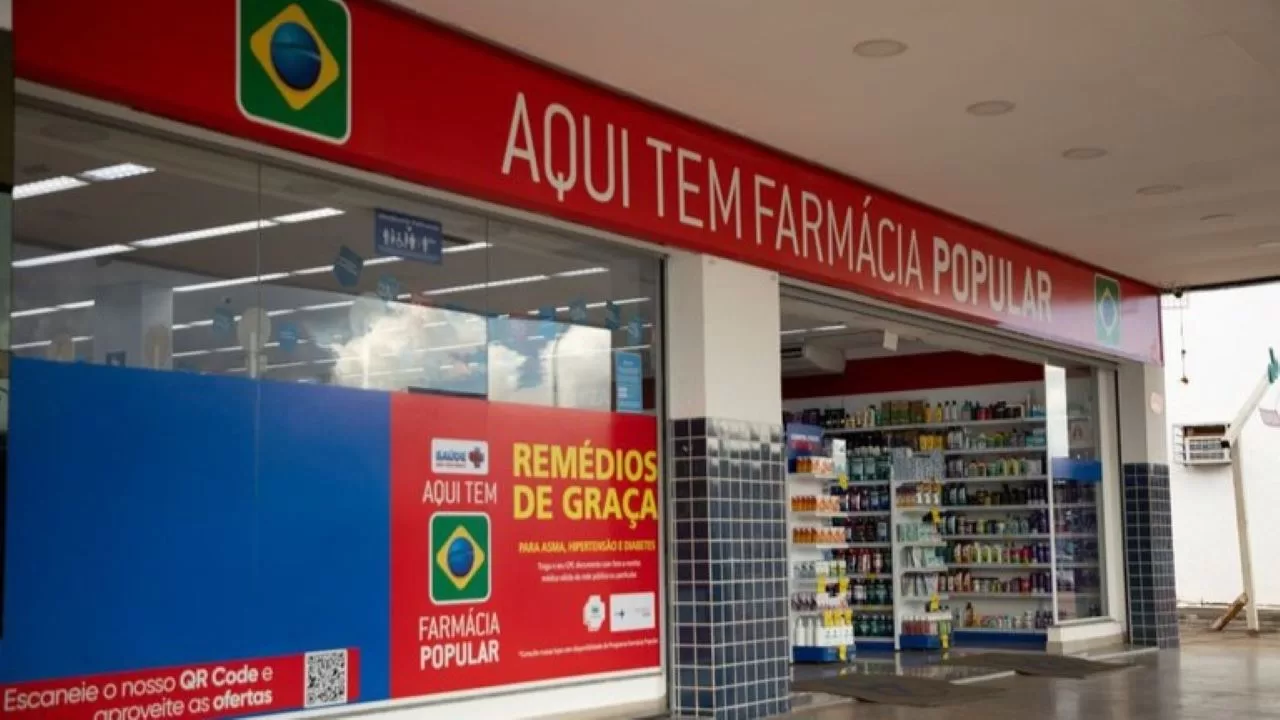 AQUI TEM FARMÁCIA POPULAR
SAÚDE
AQUI TEM
FARMÁCIA
POPULAR
REMÉDIOS
DE GRAÇA
PARA ASMA, HIPERTENSÃO E DIABETES
Escaneie o nosso QR Code e
aproveite as ofertas